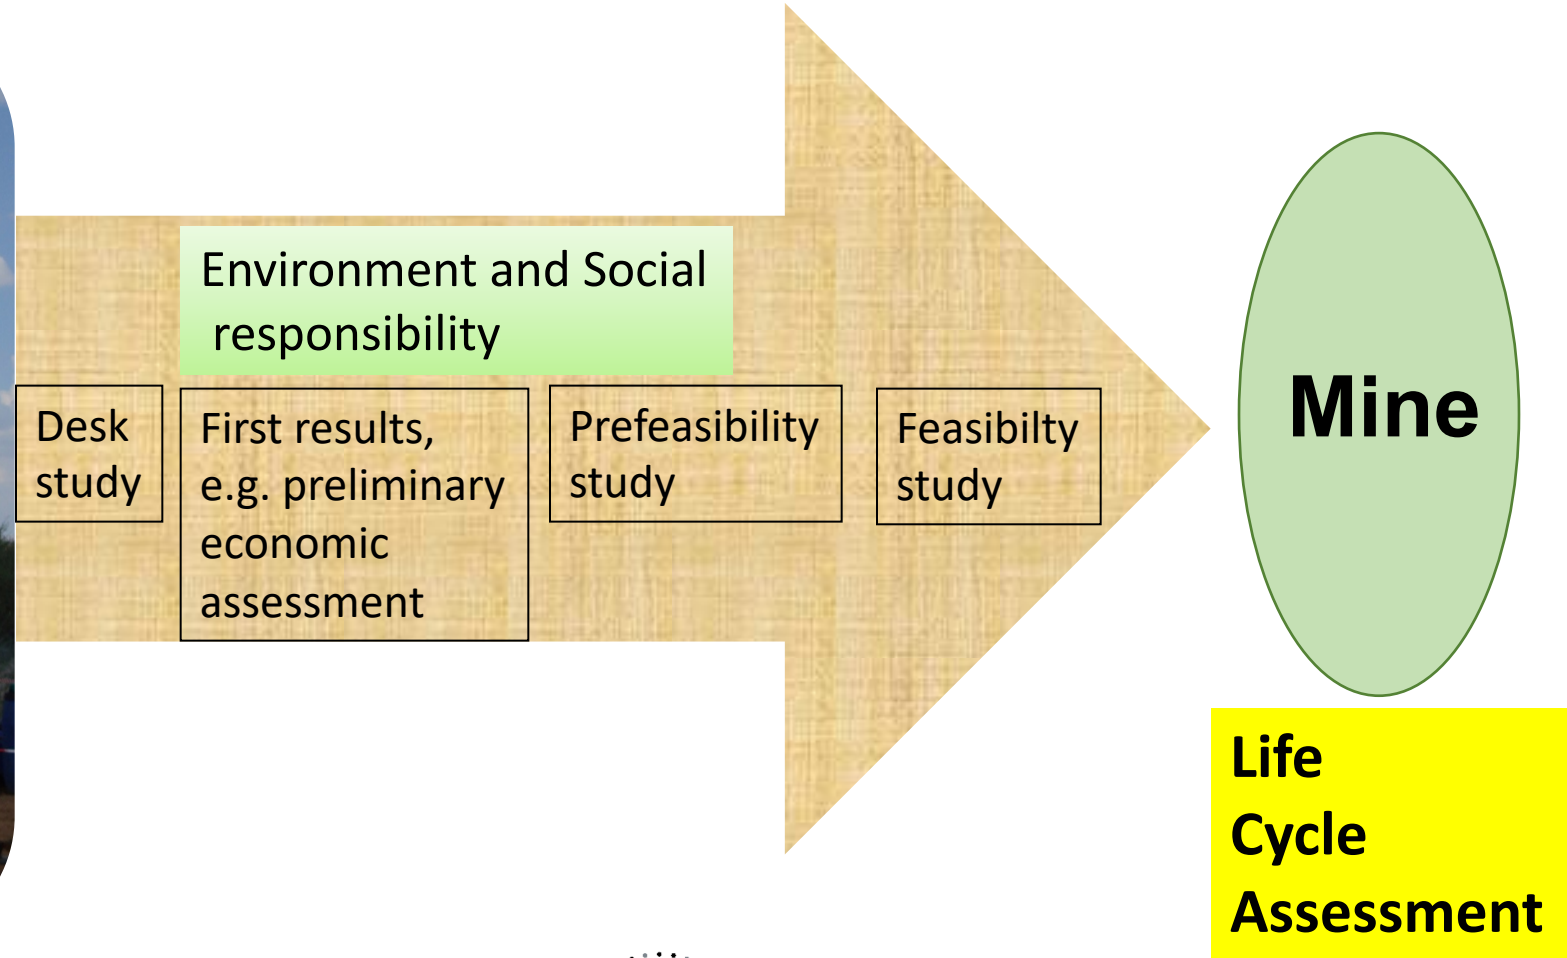 Environment and Social
responsibility
Desk
study
First results,
e.g. preliminary
economic
assessment
Prefeasibility
study
Feasibilty
study
Mine
Life
Cycle
Assessment